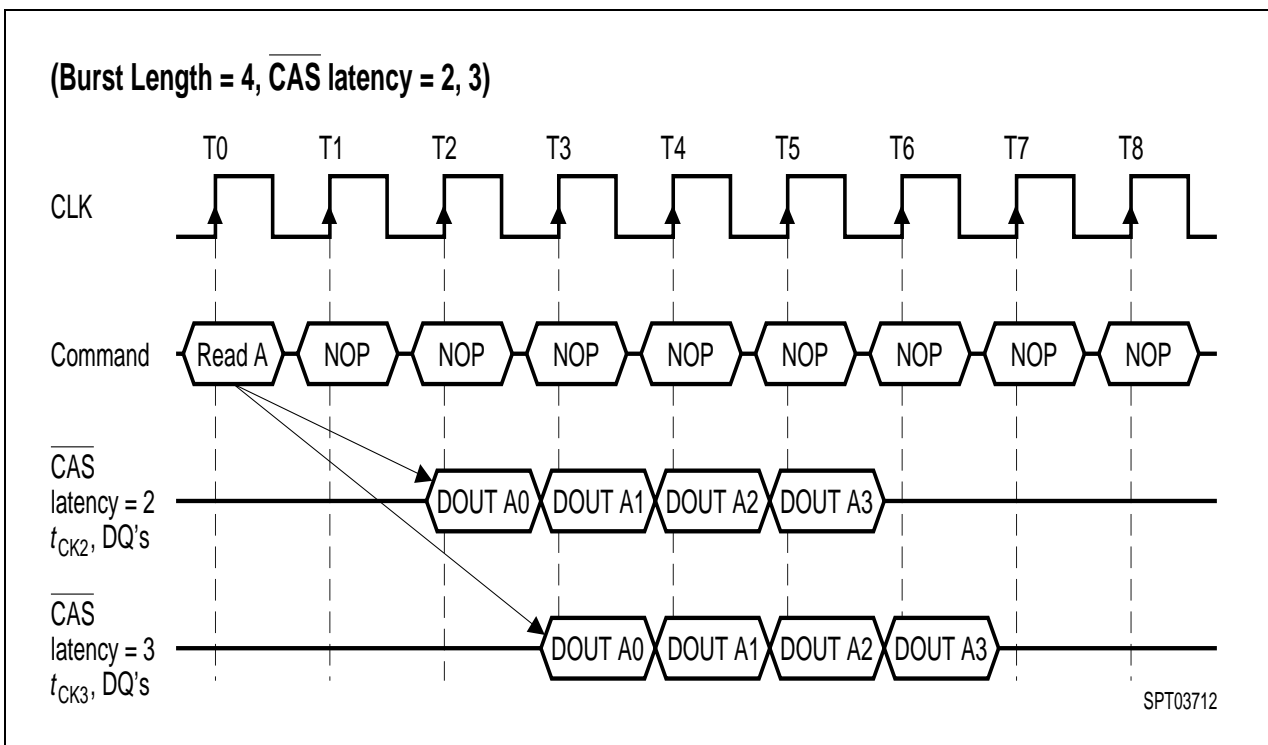 (Burst Length = 4, CAS latency = 2, 3)
T0 T1 T2 T3 T4 T5 T6 T7 T8
CLK
Command Read A NOP NOP NOP NOP NOP NOP NOP NOP
CAS
latency = 2
tCK2, DQ's
DOUT A0 DOUT A1 DOUT A2 DOUT A3
CAS
latency = 3
tCK3, DQ's
DOUT A0 DOUT A1 DOUT A2 DOUT A3
SPT03712